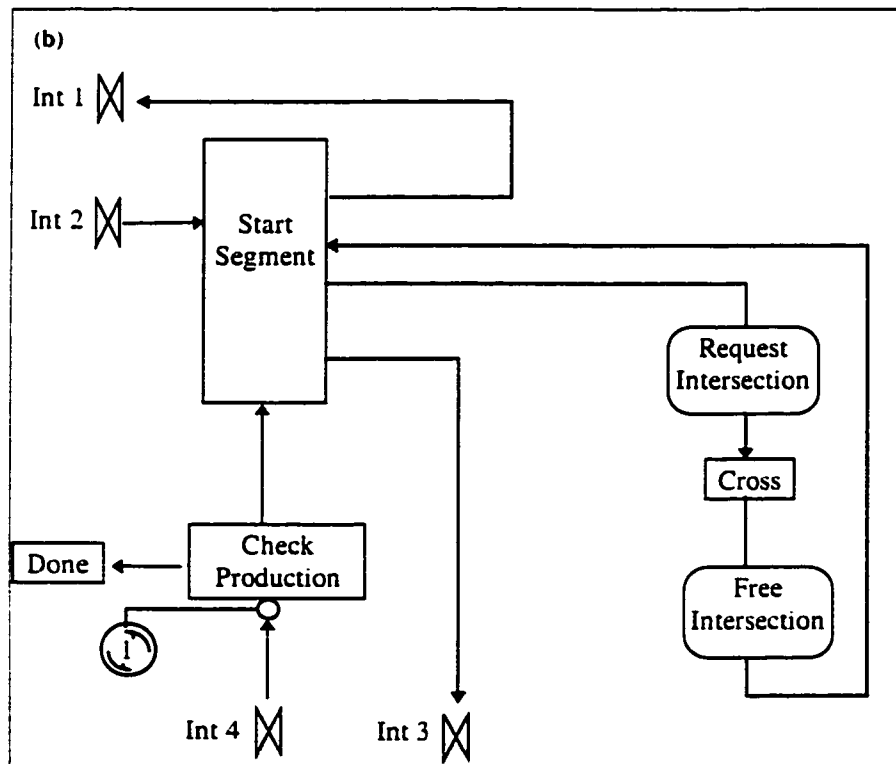 (b)
Int 1
Int 2
Start
Segment
Request
Intersection
Cross
Check
Production
Done
Free
Intersection
1
Int 4
Int 3